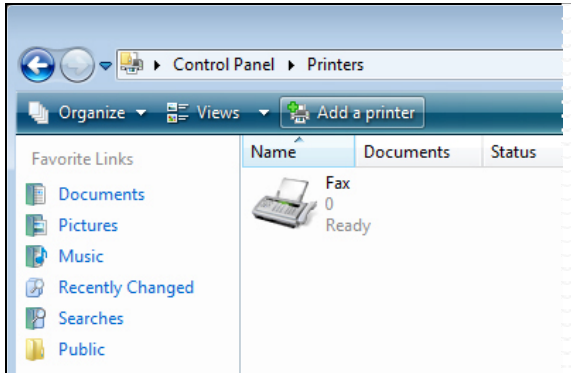 Control Panel Printers
Organize Views Add a printer
Favorite Links
Documents
Pictures
Music
Recently Changed
Searches
Public
Name Documents Status
Fax
0
Ready